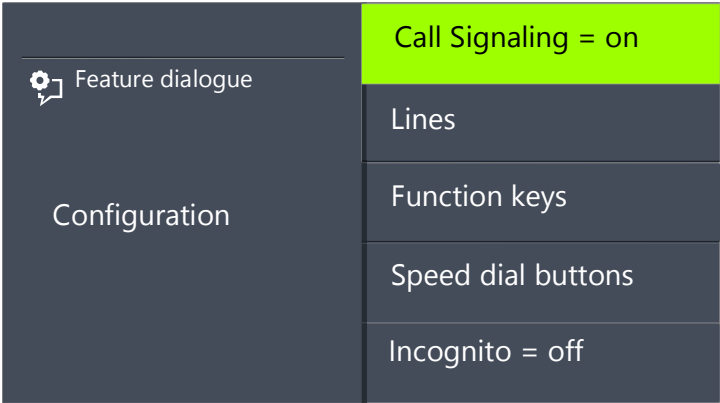 Feature dialogue
Configuration
Call Signaling = on
Lines
Function keys
Speed dial buttons
Incognito = off